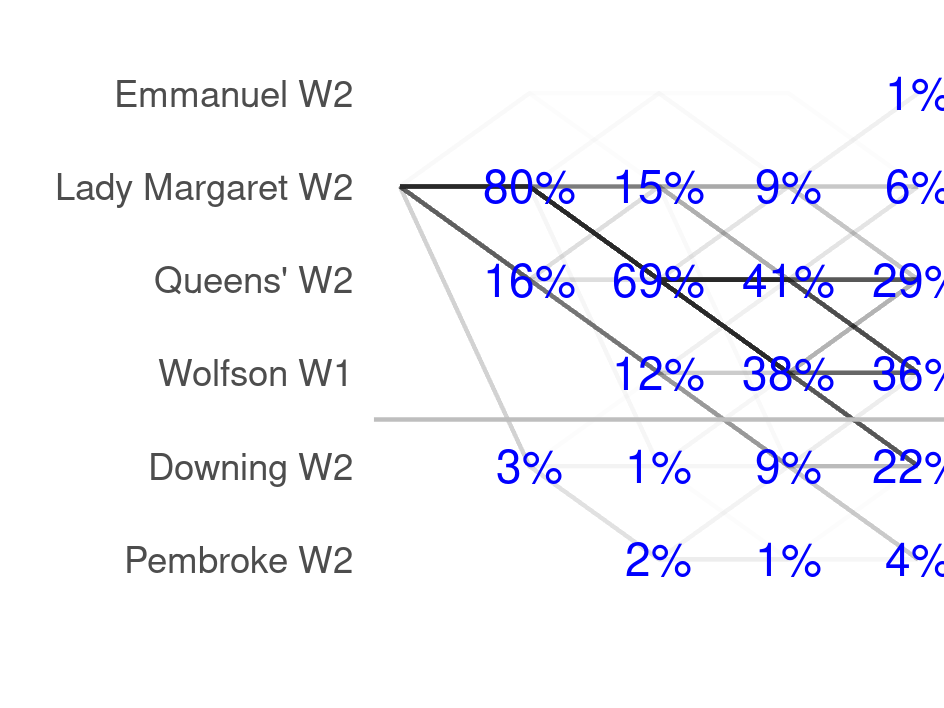 Emmanuel W2 1%
Lady Margaret W2 80% 15% 9% 6%
Queens' W2 16% 69% 41% 29%
Wolfson W1 12% 38% 36%
Downing W2 3% 1% 9% 22%
Pembroke W2 2% 1% 4%